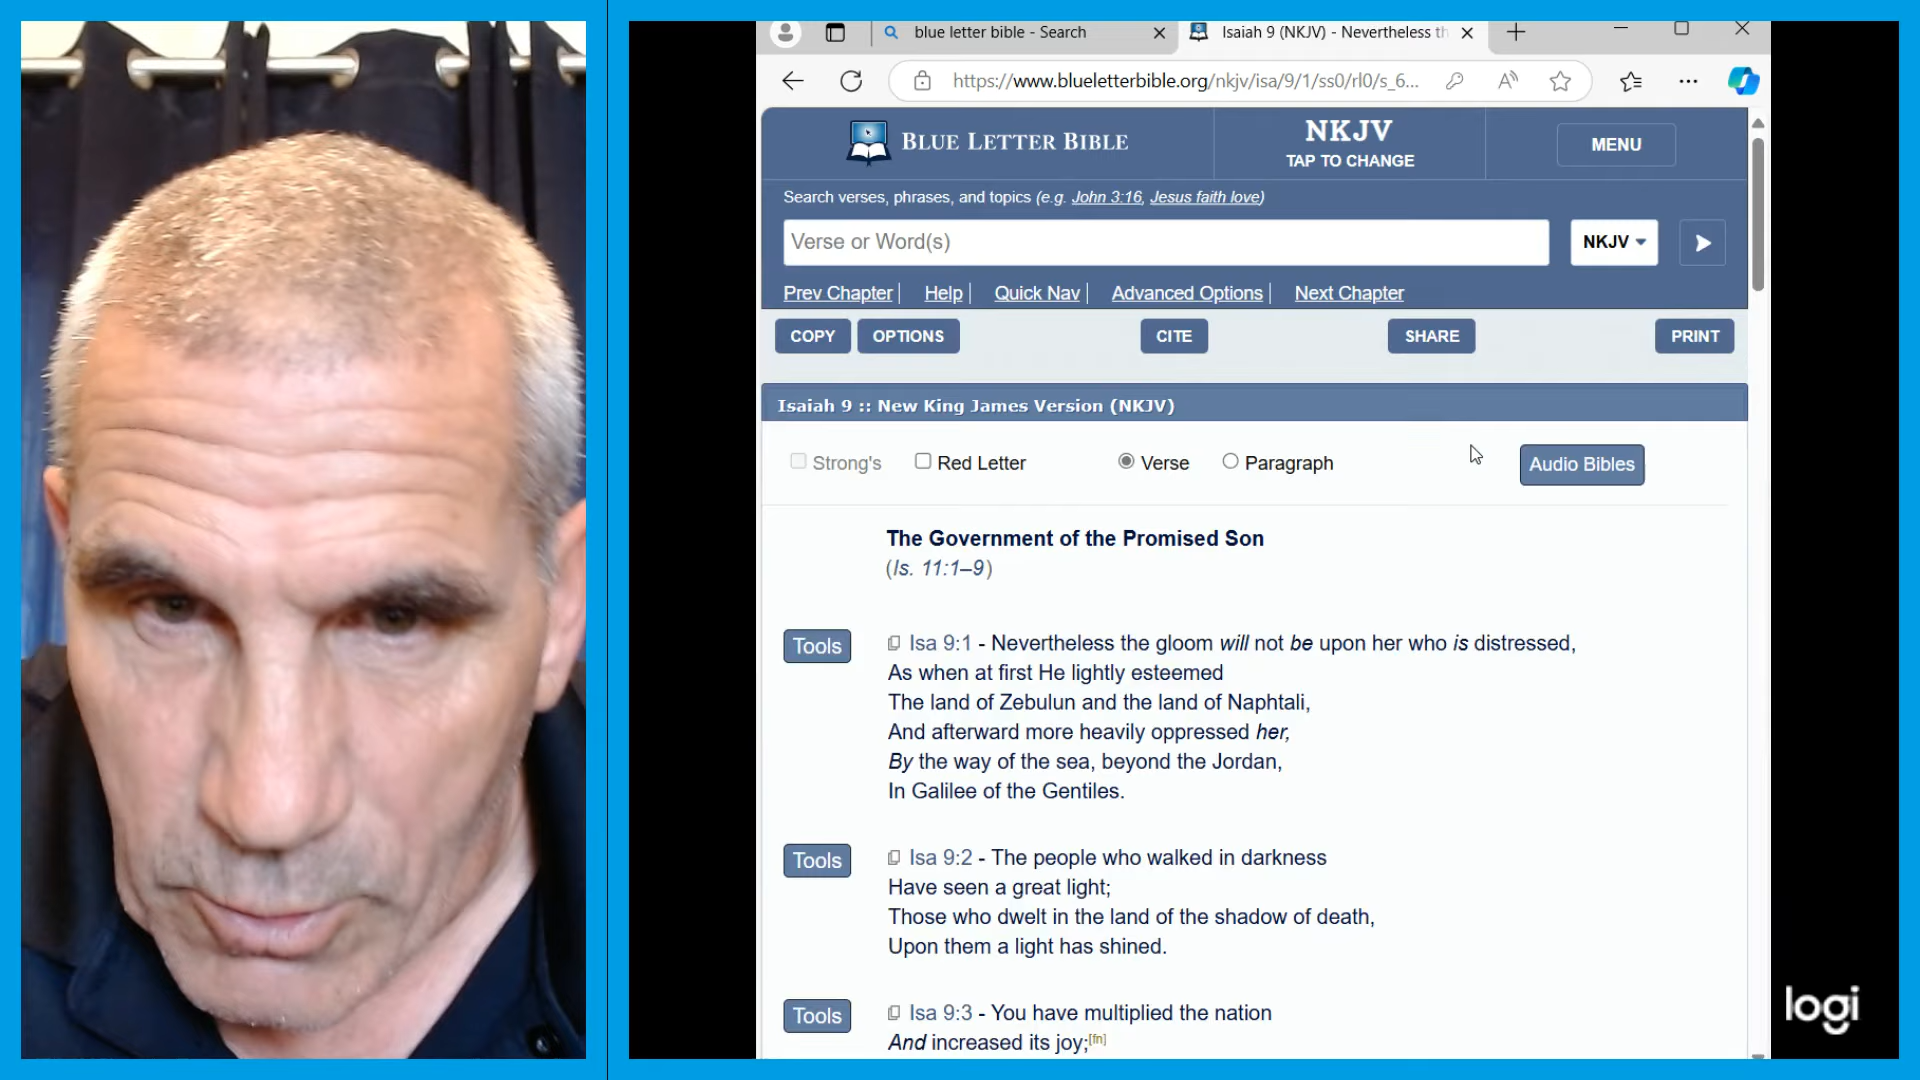 blue letter bible - Search
Isaiah 9 (NKJV) - Nevertheless th
https://www.blueletterbible.org/nkjv/isa/9/1/ss0/rl0/s_6...
BLUE LETTER BIBLE
NKJV
TAP TO CHANGE
MENU
Search verses, phrases, and topics (e.g. John 3:16, Jesus faith love)
Verse or Word(s)
NKJV
Prev Chapter | Help | Quick Nav | Advanced Options | Next Chapter
COPY OPTIONS CITE SHARE PRINT
Isaiah 9 :: New King James Version (NKJV)
Strong's Red Letter Verse Paragraph Audio Bibles
The Government of the Promised Son
(Is. 11:1–9)
Tools Isa 9:1 - Nevertheless the gloom will not be upon her who is distressed,
As when at first He lightly esteemed
The land of Zebulun and the land of Naphtali,
And afterward more heavily oppressed her,
By the way of the sea, beyond the Jordan,
In Galilee of the Gentiles.
Tools Isa 9:2 - The people who walked in darkness
Have seen a great light;
Those who dwelt in the land of the shadow of death,
Upon them a light has shined.
Tools Isa 9:3 - You have multiplied the nation
And increased its joy;[fn]
logi